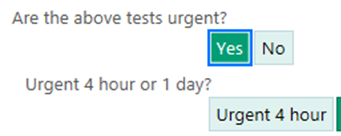 Are the above tests urgent?
Yes No
Urgent 4 hour or 1 day?
Urgent 4 hour